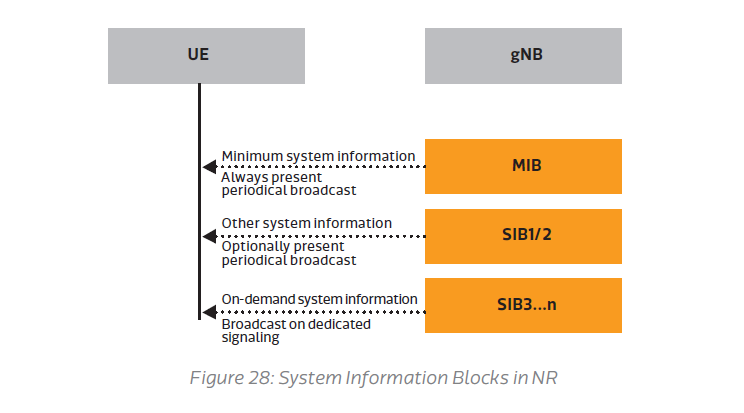 UE
gNB
Minimum system information
Always present
periodical broadcast
MIB
Other system information
Optionally present
periodical broadcast
SIB1/2
On-demand system information
Broadcast on dedicated
signaling
SIB3...n
Figure 28: System Information Blocks in NR